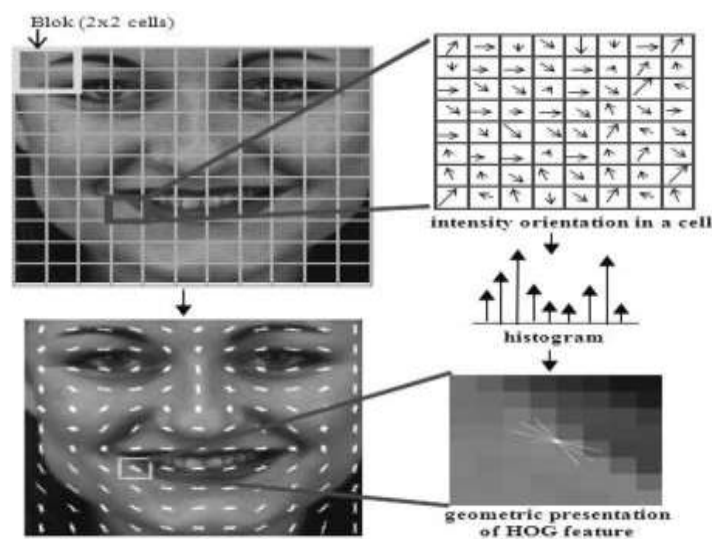 Blok (2x2 cells)
intensity orientation in a cell
histogram
geometric presentation
of HOG feature